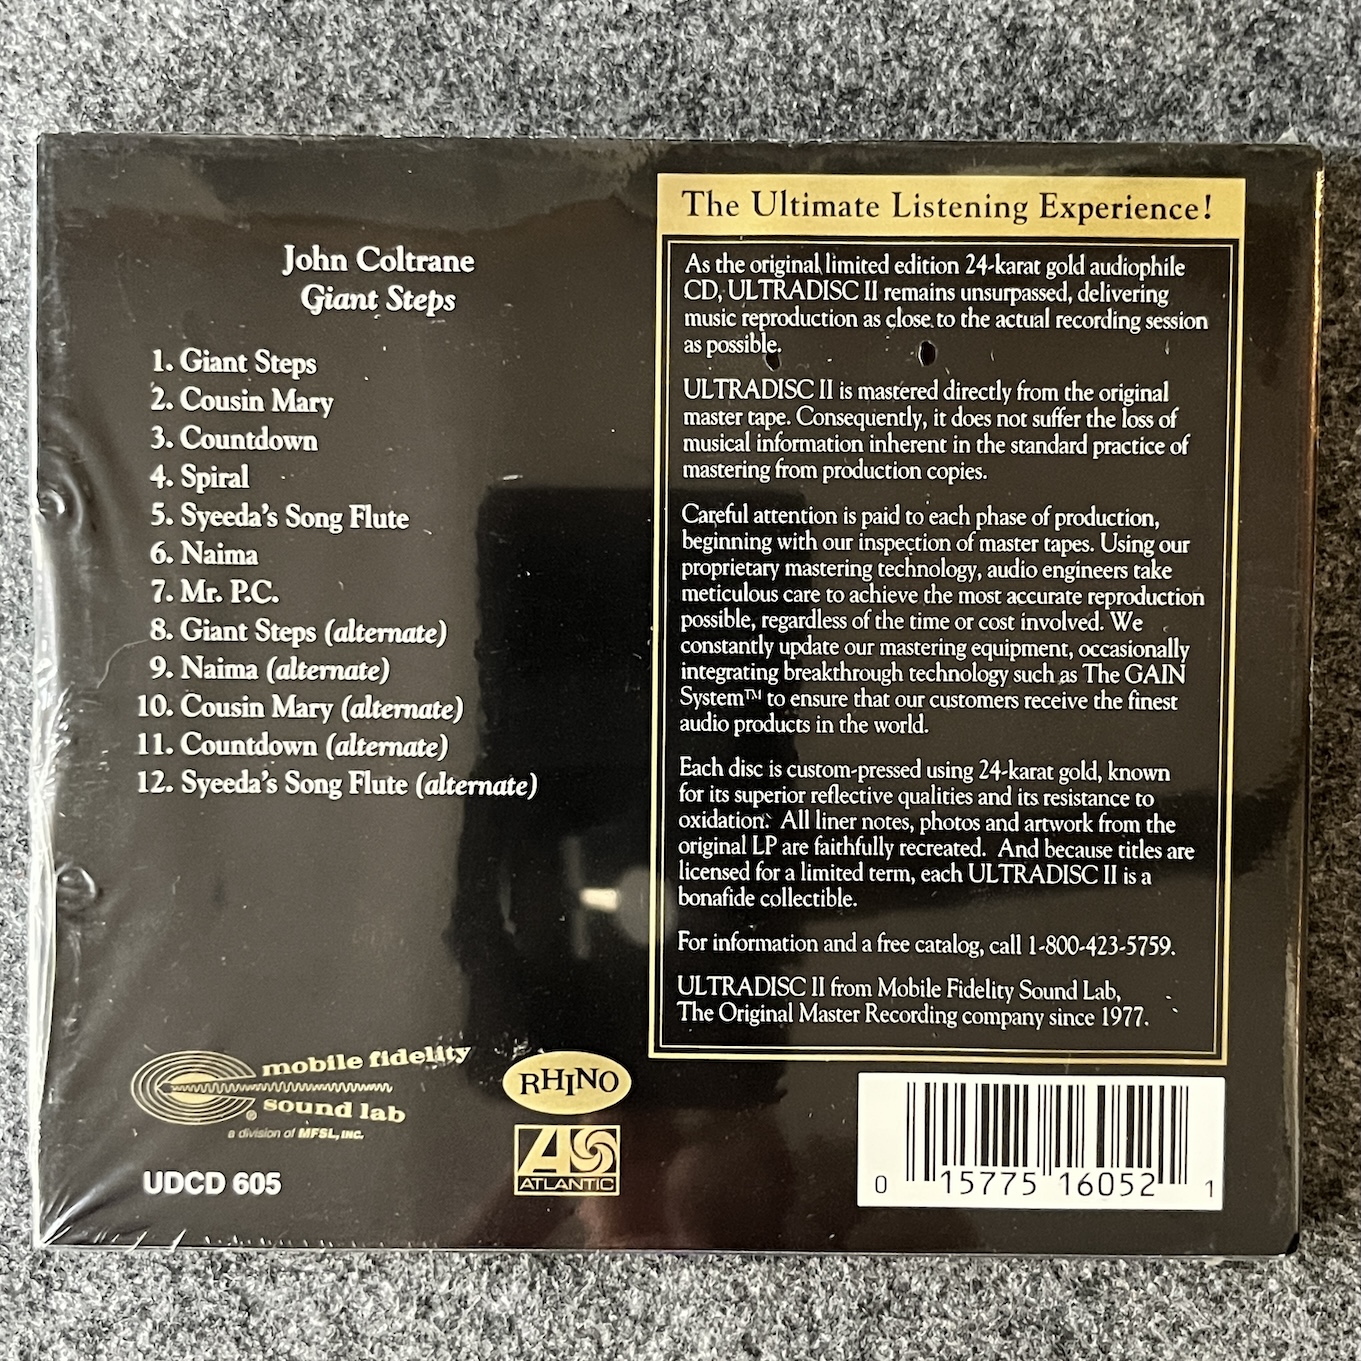 John Coltrane
Giant Steps
1. Giant Steps
2. Cousin Mary
3. Countdown
4. Spiral
5. Syeeda's Song Flute
6. Naima
7. Mr. P.C.
8. Giant Steps (alternate)
9. Naima (alternate)
10. Cousin Mary (alternate)
11. Countdown (alternate)
12. Syeeda's Song Flute (alternate)
The Ultimate Listening Experience!
As the original limited edition 24-karat gold audiophile
CD, ULTRADISC II remains unsurpassed, delivering
music reproduction as close to the actual recording session
as possible.
ULTRADISC II is mastered directly from the original
master tape. Consequently, it does not suffer the loss of
musical information inherent in the standard practice of
mastering from production copies.
Careful attention is paid to each phase of production,
beginning with our inspection of master tapes. Using our
proprietary mastering technology, audio engineers take
meticulous care to achieve the most accurate reproduction
possible, regardless of the time or cost involved. We
constantly update our mastering equipment, occasionally
integrating breakthrough technology such as The GAIN
System™ to ensure that our customers receive the finest
audio products in the world.
Each disc is custom-pressed using 24-karat gold, known
for its superior reflective qualities and its resistance to
oxidation. All liner notes, photos and artwork from the
original LP are faithfully recreated. And because titles are
licensed for a limited term, each ULTRADISC II is a
bonafide collectible.
For information and a free catalog, call 1-800-423-5759.
ULTRADISC II from Mobile Fidelity Sound Lab,
The Original Master Recording company since 1977.
mobile fidelity
sound lab
®
a division of MFSL, INC.
UDCD 605
RHINO
ATLANTIC
0 15775 16052 1